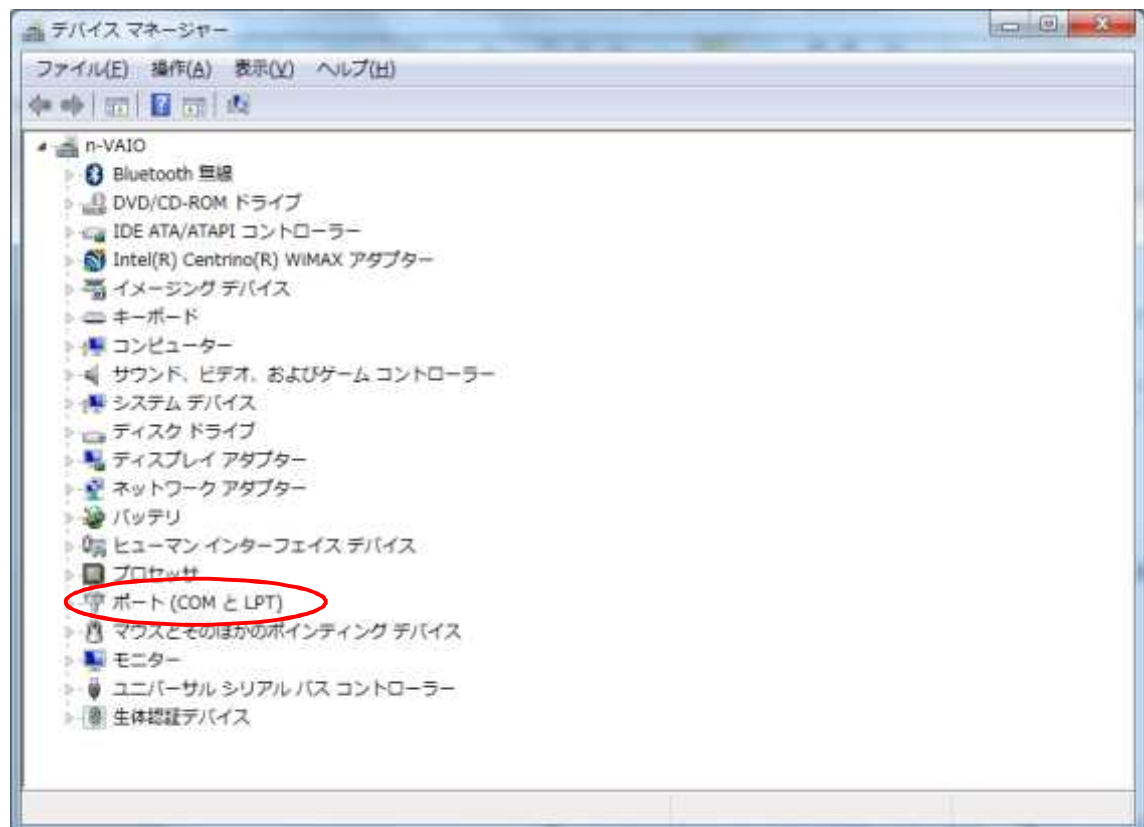 デバイス マネージャー
ファイル(F) 操作(A) 表示(V) ヘルプ(H)
n-VAIO
Bluetooth 無線
DVD/CD-ROM ドライブ
IDE ATA/ATAPI コントローラー
Intel(R) Centrino(R) WiMAX アダプター
イメージング デバイス
キーボード
コンピューター
サウンド、ビデオ、およびゲーム コントローラー
システム デバイス
ディスク ドライブ
ディスプレイ アダプター
ネットワーク アダプター
バッテリ
ヒューマン インターフェイス デバイス
プロセッサ
ポート (COM と LPT)
マウスとそのほかのポインティング デバイス
モニター
ユニバーサル シリアル バス コントローラー
生体認証デバイス